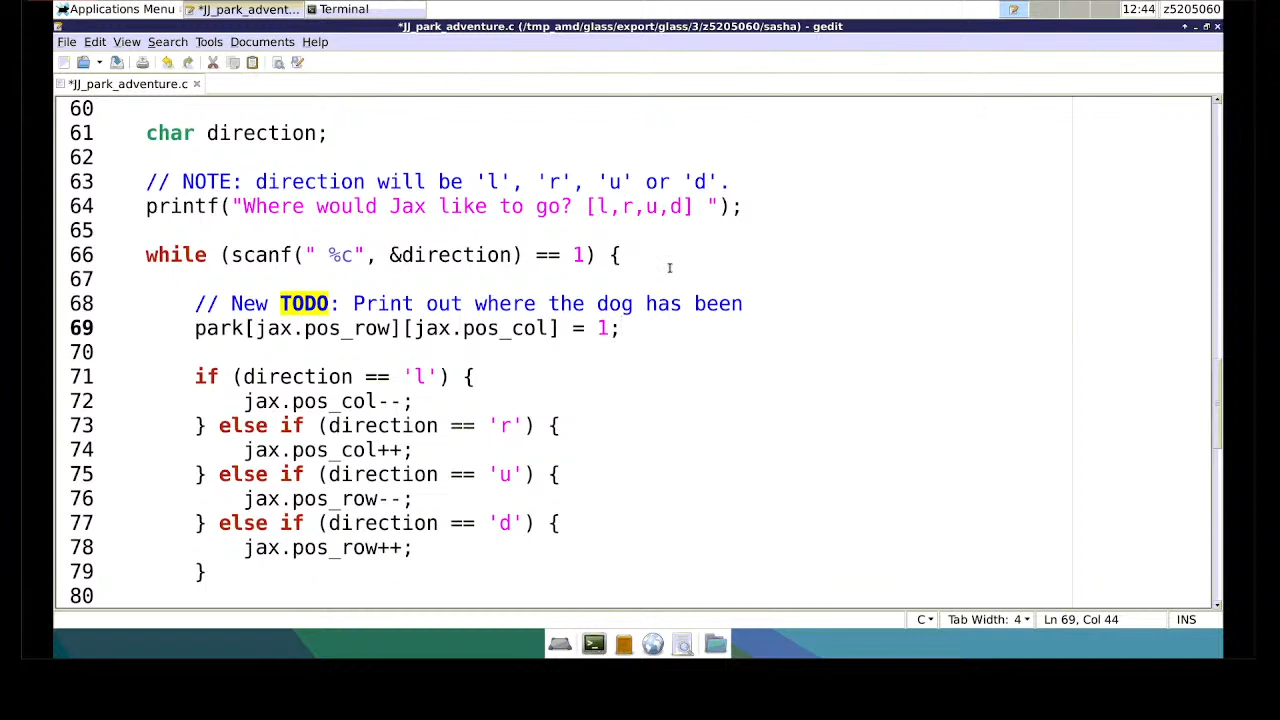 Applications Menu *JJ_park_advent... Terminal 12:44 z5205060
*JJ_park_adventure.c (/tmp_amd/glass/export/glass/3/z5205060/sasha) - gedit
File Edit View Search Tools Documents Help
*JJ_park_adventure.c
60
61 char direction;
62
63 // NOTE: direction will be 'l', 'r', 'u' or 'd'.
64 printf("Where would Jax like to go? [l,r,u,d] ");
65
66 while (scanf(" %c", &direction) == 1) {
67
68 // New TODO: Print out where the dog has been
69 park[jax.pos_row][jax.pos_col] = 1;
70
71 if (direction == 'l') {
72 jax.pos_col--;
73 } else if (direction == 'r') {
74 jax.pos_col++;
75 } else if (direction == 'u') {
76 jax.pos_row--;
77 } else if (direction == 'd') {
78 jax.pos_row++;
79 }
80
C Tab Width: 4 Ln 69, Col 44 INS